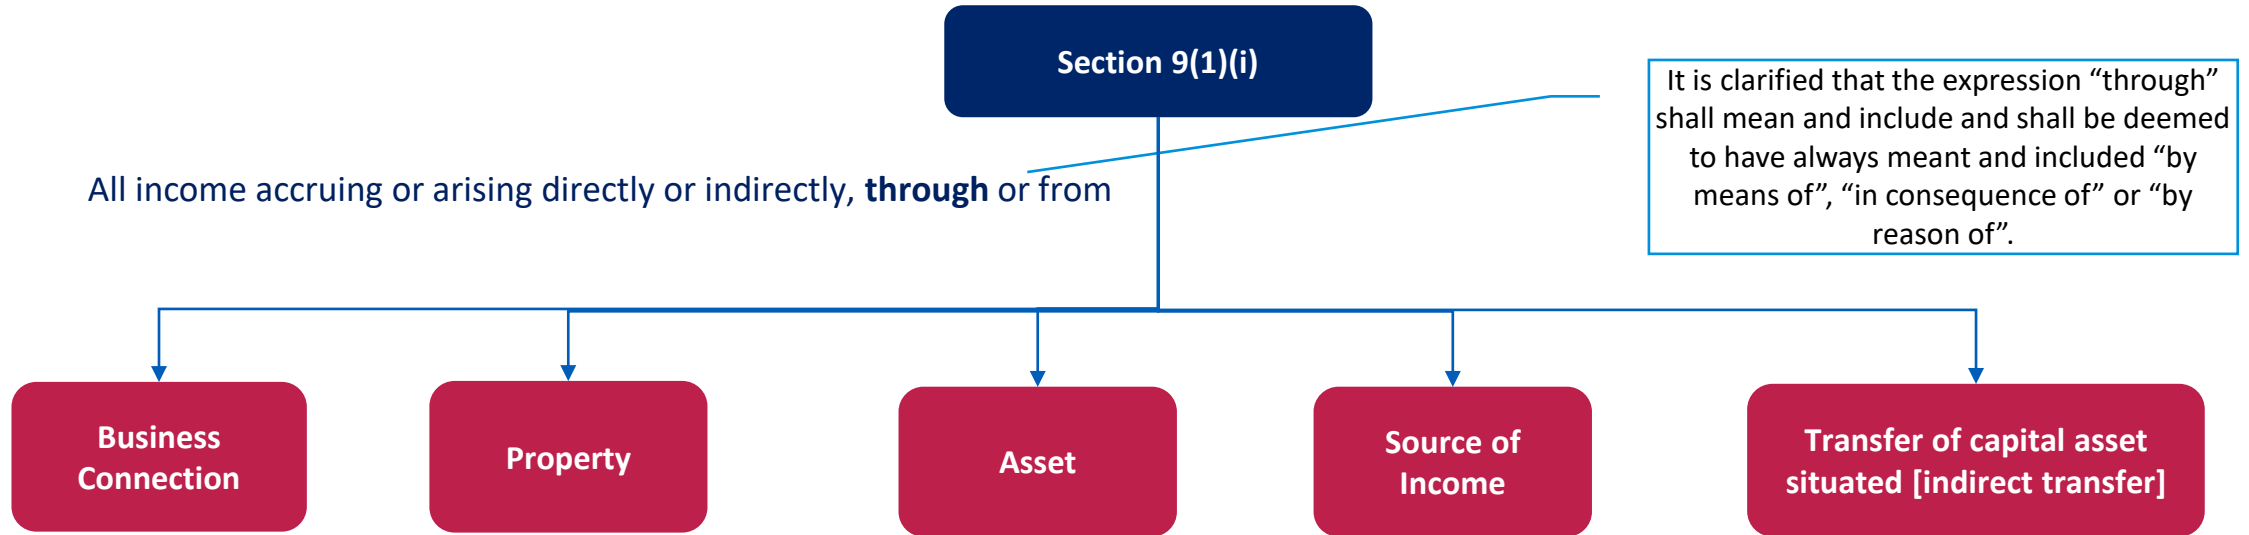 Section 9(1)(i)
It is clarified that the expression “through”
shall mean and include and shall be deemed
to have always meant and included “by
means of”, “in consequence of” or “by
reason of”.
All income accruing or arising directly or indirectly, through or from
Business
Connection
Property
Asset
Source of
Income
Transfer of capital asset
situated [indirect transfer]